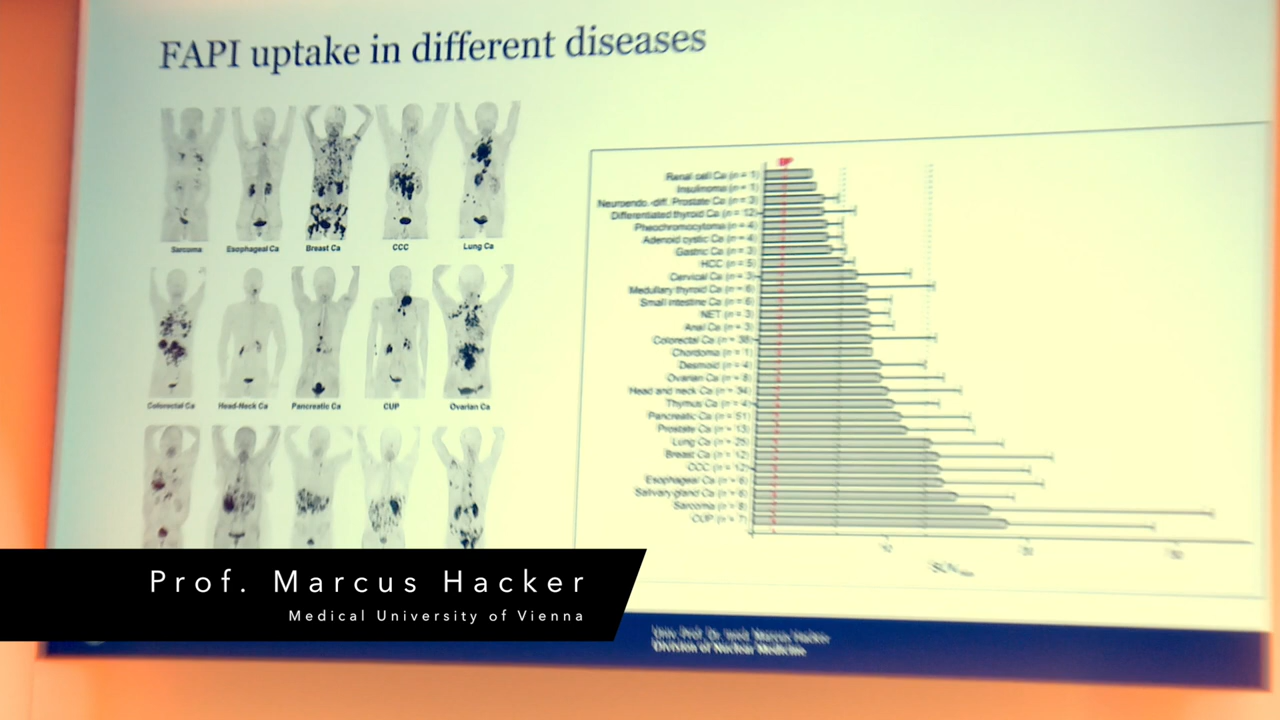 FAPI uptake in different diseases
Sarcoma
Esophageal Ca
Breast Ca
CCC
Lung Ca
Colorectal Ca
Head-Neck Ca
Pancreatic Ca
CUP
Ovarian Ca
Renal cell Ca (n = 1)
Insulinoma (n = 1)
Neuroendo.-diff. Prostate Ca (n = 3)
Differentiated thyroid Ca (n = 12)
Pheochromocytoma (n = 4)
Adenoid cystic Ca (n = 4)
Gastric Ca (n = 3)
HCC (n = 5)
Cervical Ca (n = 3)
Medullary thyroid Ca (n = 6)
Small intestine Ca (n = 6)
NET (n = 3)
Anal Ca (n = 3)
Colorectal Ca (n = 38)
Chordoma (n = 1)
Desmoid (n = 4)
Ovarian Ca (n = 8)
Head and neck Ca (n = 34)
Thymus Ca (n = 4)
Pancreatic Ca (n = 51)
Prostate Ca (n = 13)
Lung Ca (n = 25)
Breast Ca (n = 12)
CCC (n = 12)
Esophageal Ca (n = 6)
Salivary gland Ca (n = 6)
Sarcoma (n = 8)
CUP (n = 7)
Prof. Marcus Hacker
Medical University of Vienna
Univ. Prof. Dr. med. Marcus Hacker
Division of Nuclear Medicine